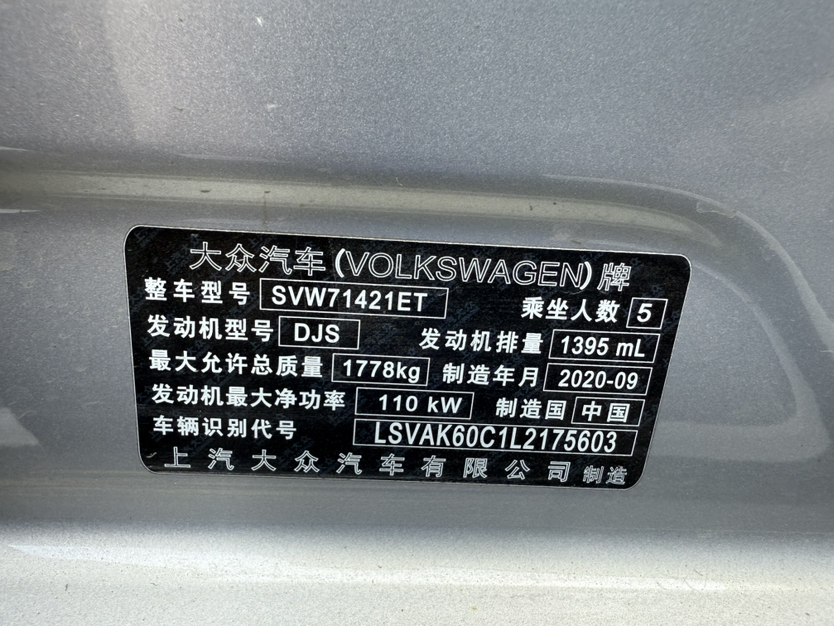 大众汽车(VOLKSWAGEN)牌
整车型号 SVW71421ET 乘坐人数 5
发动机型号 DJS 发动机排量 1395 mL
最大允许总质量 1778kg 制造年月 2020-09
发动机最大净功率 110 kW 制造国 中国
车辆识别代号 LSVAK60C1L2175603
上汽大众汽车有限公司 制造